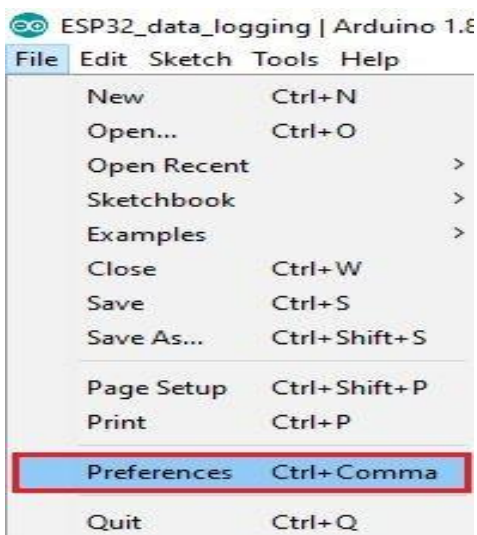 ESP32_data_logging | Arduino 1.8
File Edit Sketch Tools Help
New Ctrl+N
Open... Ctrl+O
Open Recent >
Sketchbook >
Examples >
Close Ctrl+W
Save Ctrl+S
Save As... Ctrl+Shift+S
Page Setup Ctrl+Shift+P
Print Ctrl+P
Preferences Ctrl+Comma
Quit Ctrl+Q